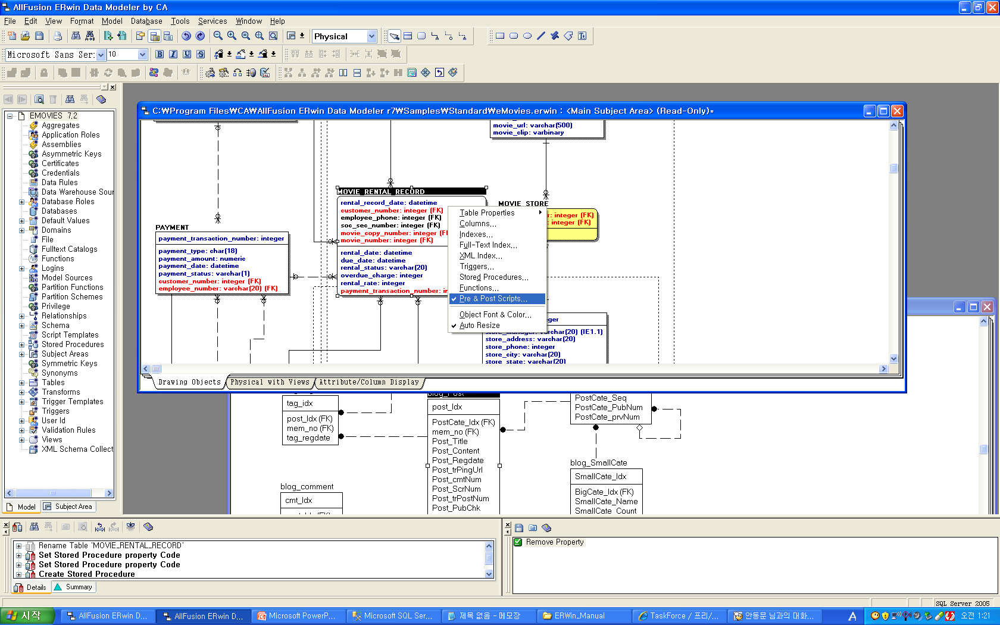 AllFusion ERwin Data Modeler by CA
File Edit View Format Model Database Tools Services Window Help
Physical
Microsoft Sans Ser: 10
EMOVIES 7,2
Aggregates
Application Roles
Assemblies
Asymmetric Keys
Certificates
Credentials
Data Rules
Data Warehouse Sour
Database Roles
Databases
Default Values
Domains
File
Fulltext Catalogs
Functions
Logins
Model Sources
Partition Functions
Partition Schemes
Privilege
Relationships
Schema
Script Templates
Stored Procedures
Subject Areas
Symmetric Keys
Synonyms
Tables
Transforms
Trigger Templates
Triggers
User Id
Validation Rules
Views
XML Schema Collect
Model Subject Area
C:₩Program Files₩CA₩AllFusion ERwin Data Modeler r7₩Samples₩Standard₩eMovies.erwin : <Main Subject Area> (Read-Only)*
movie_url: varchar(500)
movie_clip: varbinary
MOVIE_RENTAL_RECORD
rental_record_date: datetime
customer_number: integer (FK)
employee_phone: integer (FK)
soc_sec_number: integer (FK)
movie_copy_number: integer (F
movie_number: integer (FK)
rental_date: datetime
due_date: datetime
rental_status: varchar(20)
overdue_charge: integer
rental_rate: integer
payment_transaction_number: in
MOVIE_STORE
r: integer (FK)
: integer (FK)
PAYMENT
payment_transaction_number: integer
payment_type: char(18)
payment_amount: numeric
payment_date: datetime
payment_status: varchar(1)
customer_number: integer (FK)
employee_number: varchar(20) (FK)
Table Properties
Columns...
Indexes...
Full-Text Index...
XML Index...
Triggers...
Stored Procedures...
Functions...
Pre & Post Scripts...
Object Font & Color...
Auto Resize
eger
store_manager: varchar(20) (IE1.1)
store_address: varchar(20)
store_phone: integer
store_city: varchar(20)
store_state: varchar(20)
Drawing Objects Physical with Views Attribute/Column Display
tag_idx
post_Idx (FK)
mem_no (FK)
tag_regdate
blog_Post
post_Idx
PostCate_Idx (FK)
mem_no (FK)
Post_Title
Post_Content
Post_Regdate
Post_trPingUrl
Post_cmtNum
Post_ScrNum
Post_trPostNum
Post_PubChk
PostCate_Seq
PostCate_PubNum
PostCate_prvNum
blog_SmallCate
SmallCate_Idx
BigCate_Idx (FK)
SmallCate_Name
SmallCate_Count
blog_comment
cmt_Idx
Rename Table 'MOVIE_RENTAL_RECORD'
Set Stored Procedure property Code
Set Stored Procedure property Code
Create Stored Procedure
Details Summary
Remove Property
SQL Server 2005
시작 AllFusion ERwin D... AllFusion ERwin D... Microsoft PowerP... Microsoft SQL Ser... 제목 없음 - 메모장 ERWin_Manual TaskForce / 프리/... 안동문 님과의 대화... A 오전 1:21